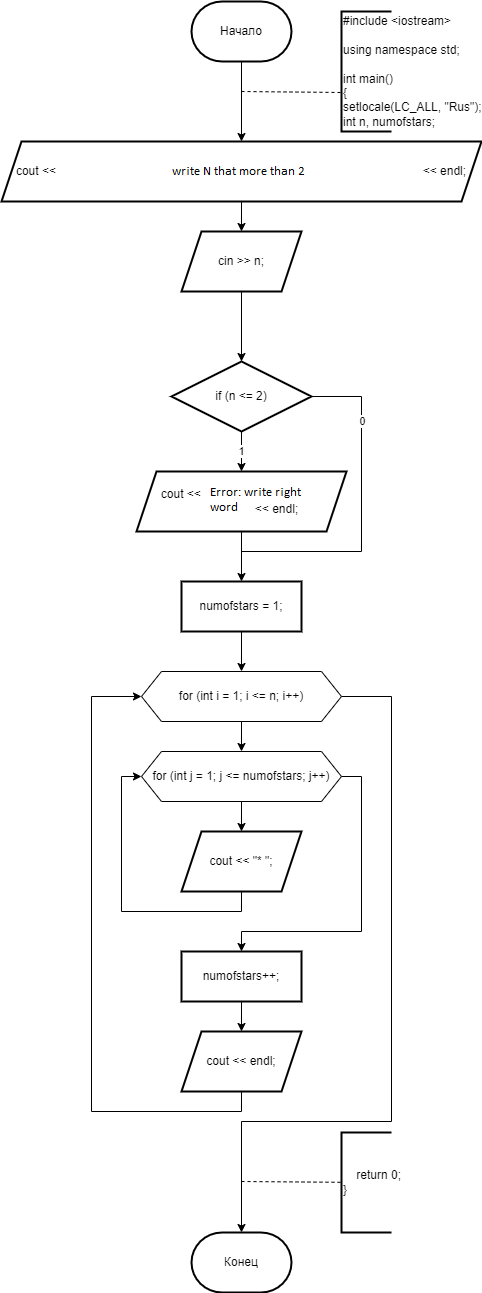 Начало
#include <iostream>
using namespace std;
int main()
{
setlocale(LC_ALL, "Rus");
int n, numofstars;
cout << write N that more than 2 << endl;
cin >> n;
if (n <= 2)
0
1
cout << Error: write right
word << endl;
numofstars = 1;
for (int i = 1; i <= n; i++)
for (int j = 1; j <= numofstars; j++)
cout << "* ";
numofstars++;
cout << endl;
return 0;
}
Конец